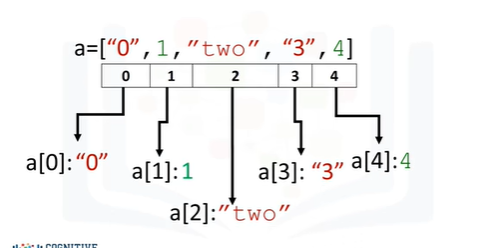 a=["0", 1, "two", "3", 4]
0 1 2 3 4
a[0]:"0"
a[1]:1
a[3]: "3"
a[4]:4
a[2]:"two"
COGNITIVE